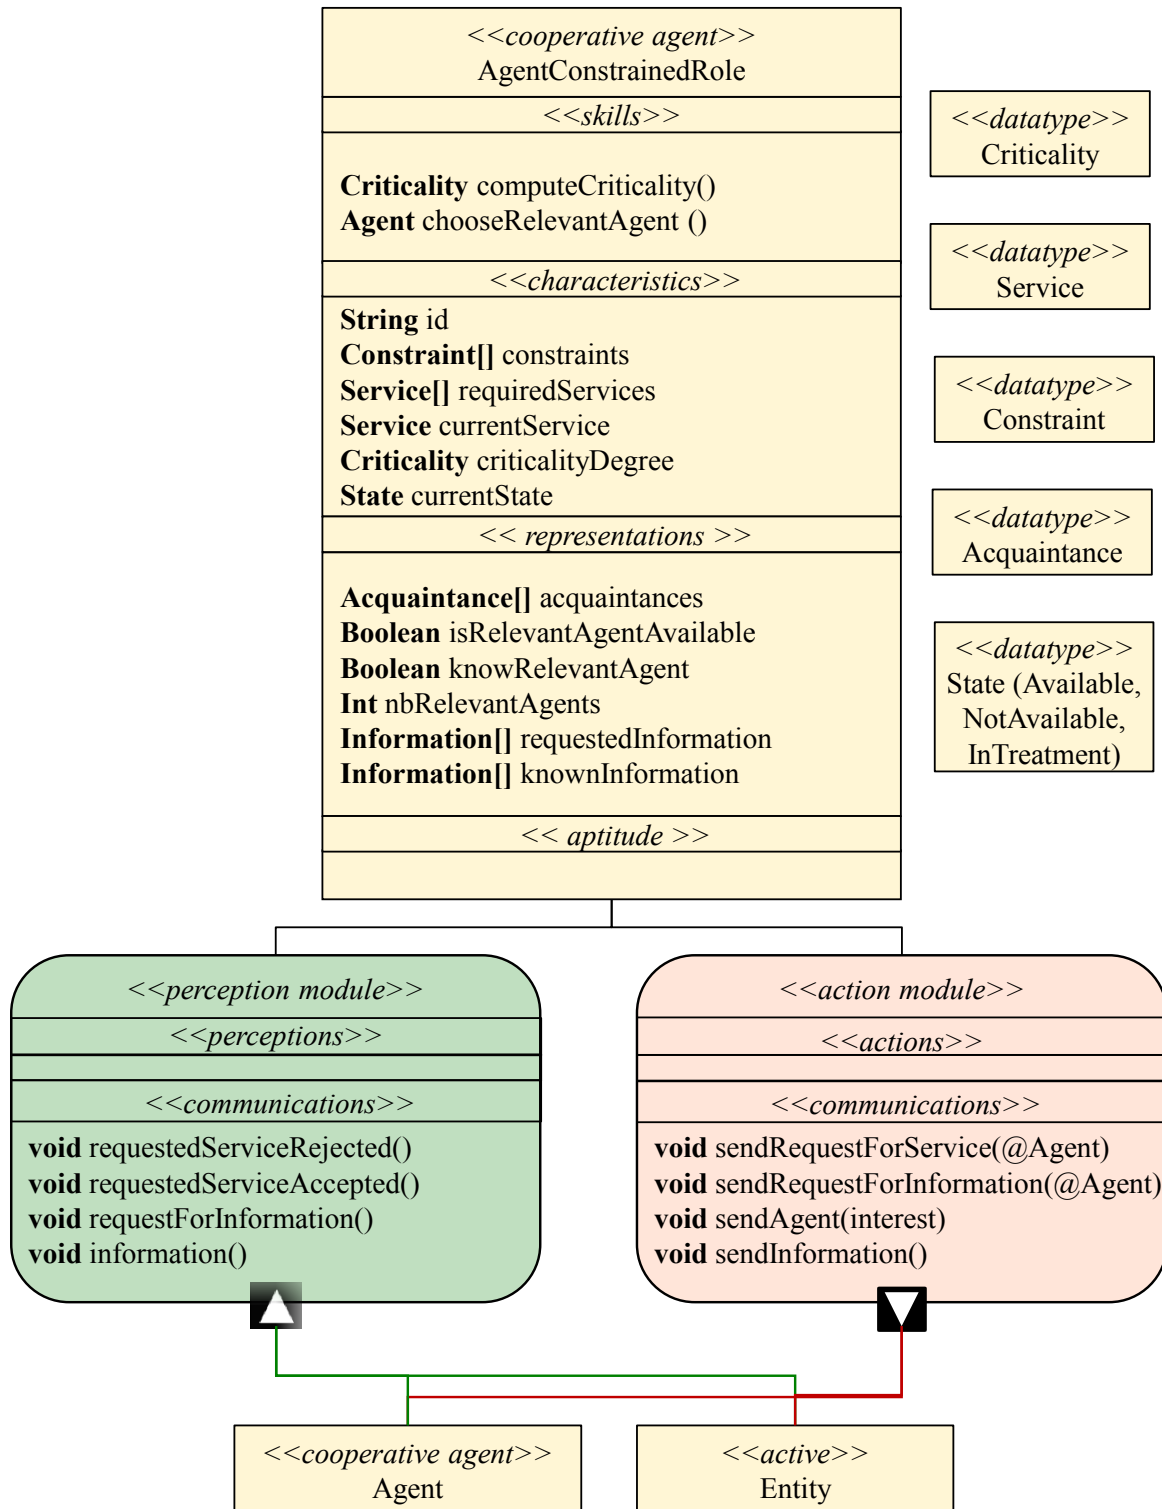 <<cooperative agent>>
AgentConstrainedRole
<<skills>>
Criticality computeCriticality()
Agent chooseRelevantAgent ()
<<characteristics>>
String id
Constraint[] constraints
Service[] requiredServices
Service currentService
Criticality criticalityDegree
State currentState
<< representations >>
Acquaintance[] acquaintances
Boolean isRelevantAgentAvailable
Boolean knowRelevantAgent
Int nbRelevantAgents
Information[] requestedInformation
Information[] knownInformation
<< aptitude >>
<<datatype>>
Criticality
<<datatype>>
Service
<<datatype>>
Constraint
<<datatype>>
Acquaintance
<<datatype>>
State (Available,
NotAvailable,
InTreatment)
<<perception module>>
<<perceptions>>
<<communications>>
void requestedServiceRejected()
void requestedServiceAccepted()
void requestForInformation()
void information()
<<action module>>
<<actions>>
<<communications>>
void sendRequestForService(@Agent)
void sendRequestForInformation(@Agent)
void sendAgent(interest)
void sendInformation()
<<cooperative agent>>
Agent
<<active>>
Entity